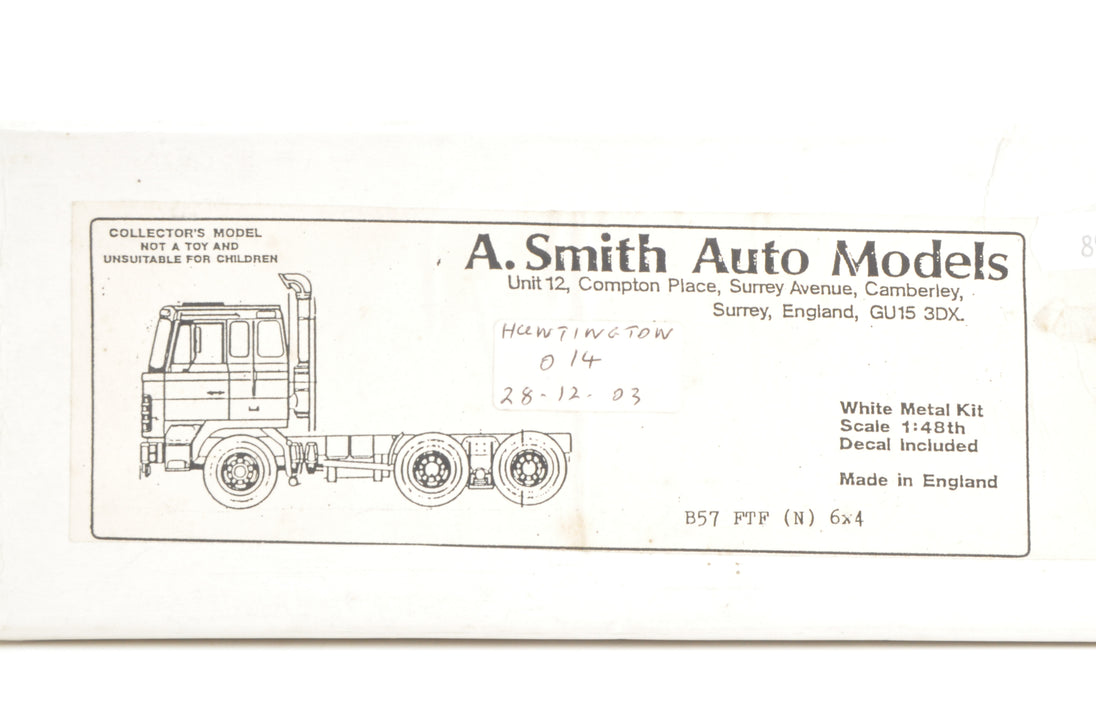 COLLECTOR'S MODEL
NOT A TOY AND
UNSUITABLE FOR CHILDREN
A. Smith Auto Models
Unit 12, Compton Place, Surrey Avenue, Camberley,
Surrey, England, GU15 3DX.
HUNTINGTON
014
28-12-03
White Metal Kit
Scale 1:48th
Decal Included
Made in England
B57 FTF (N) 6x4